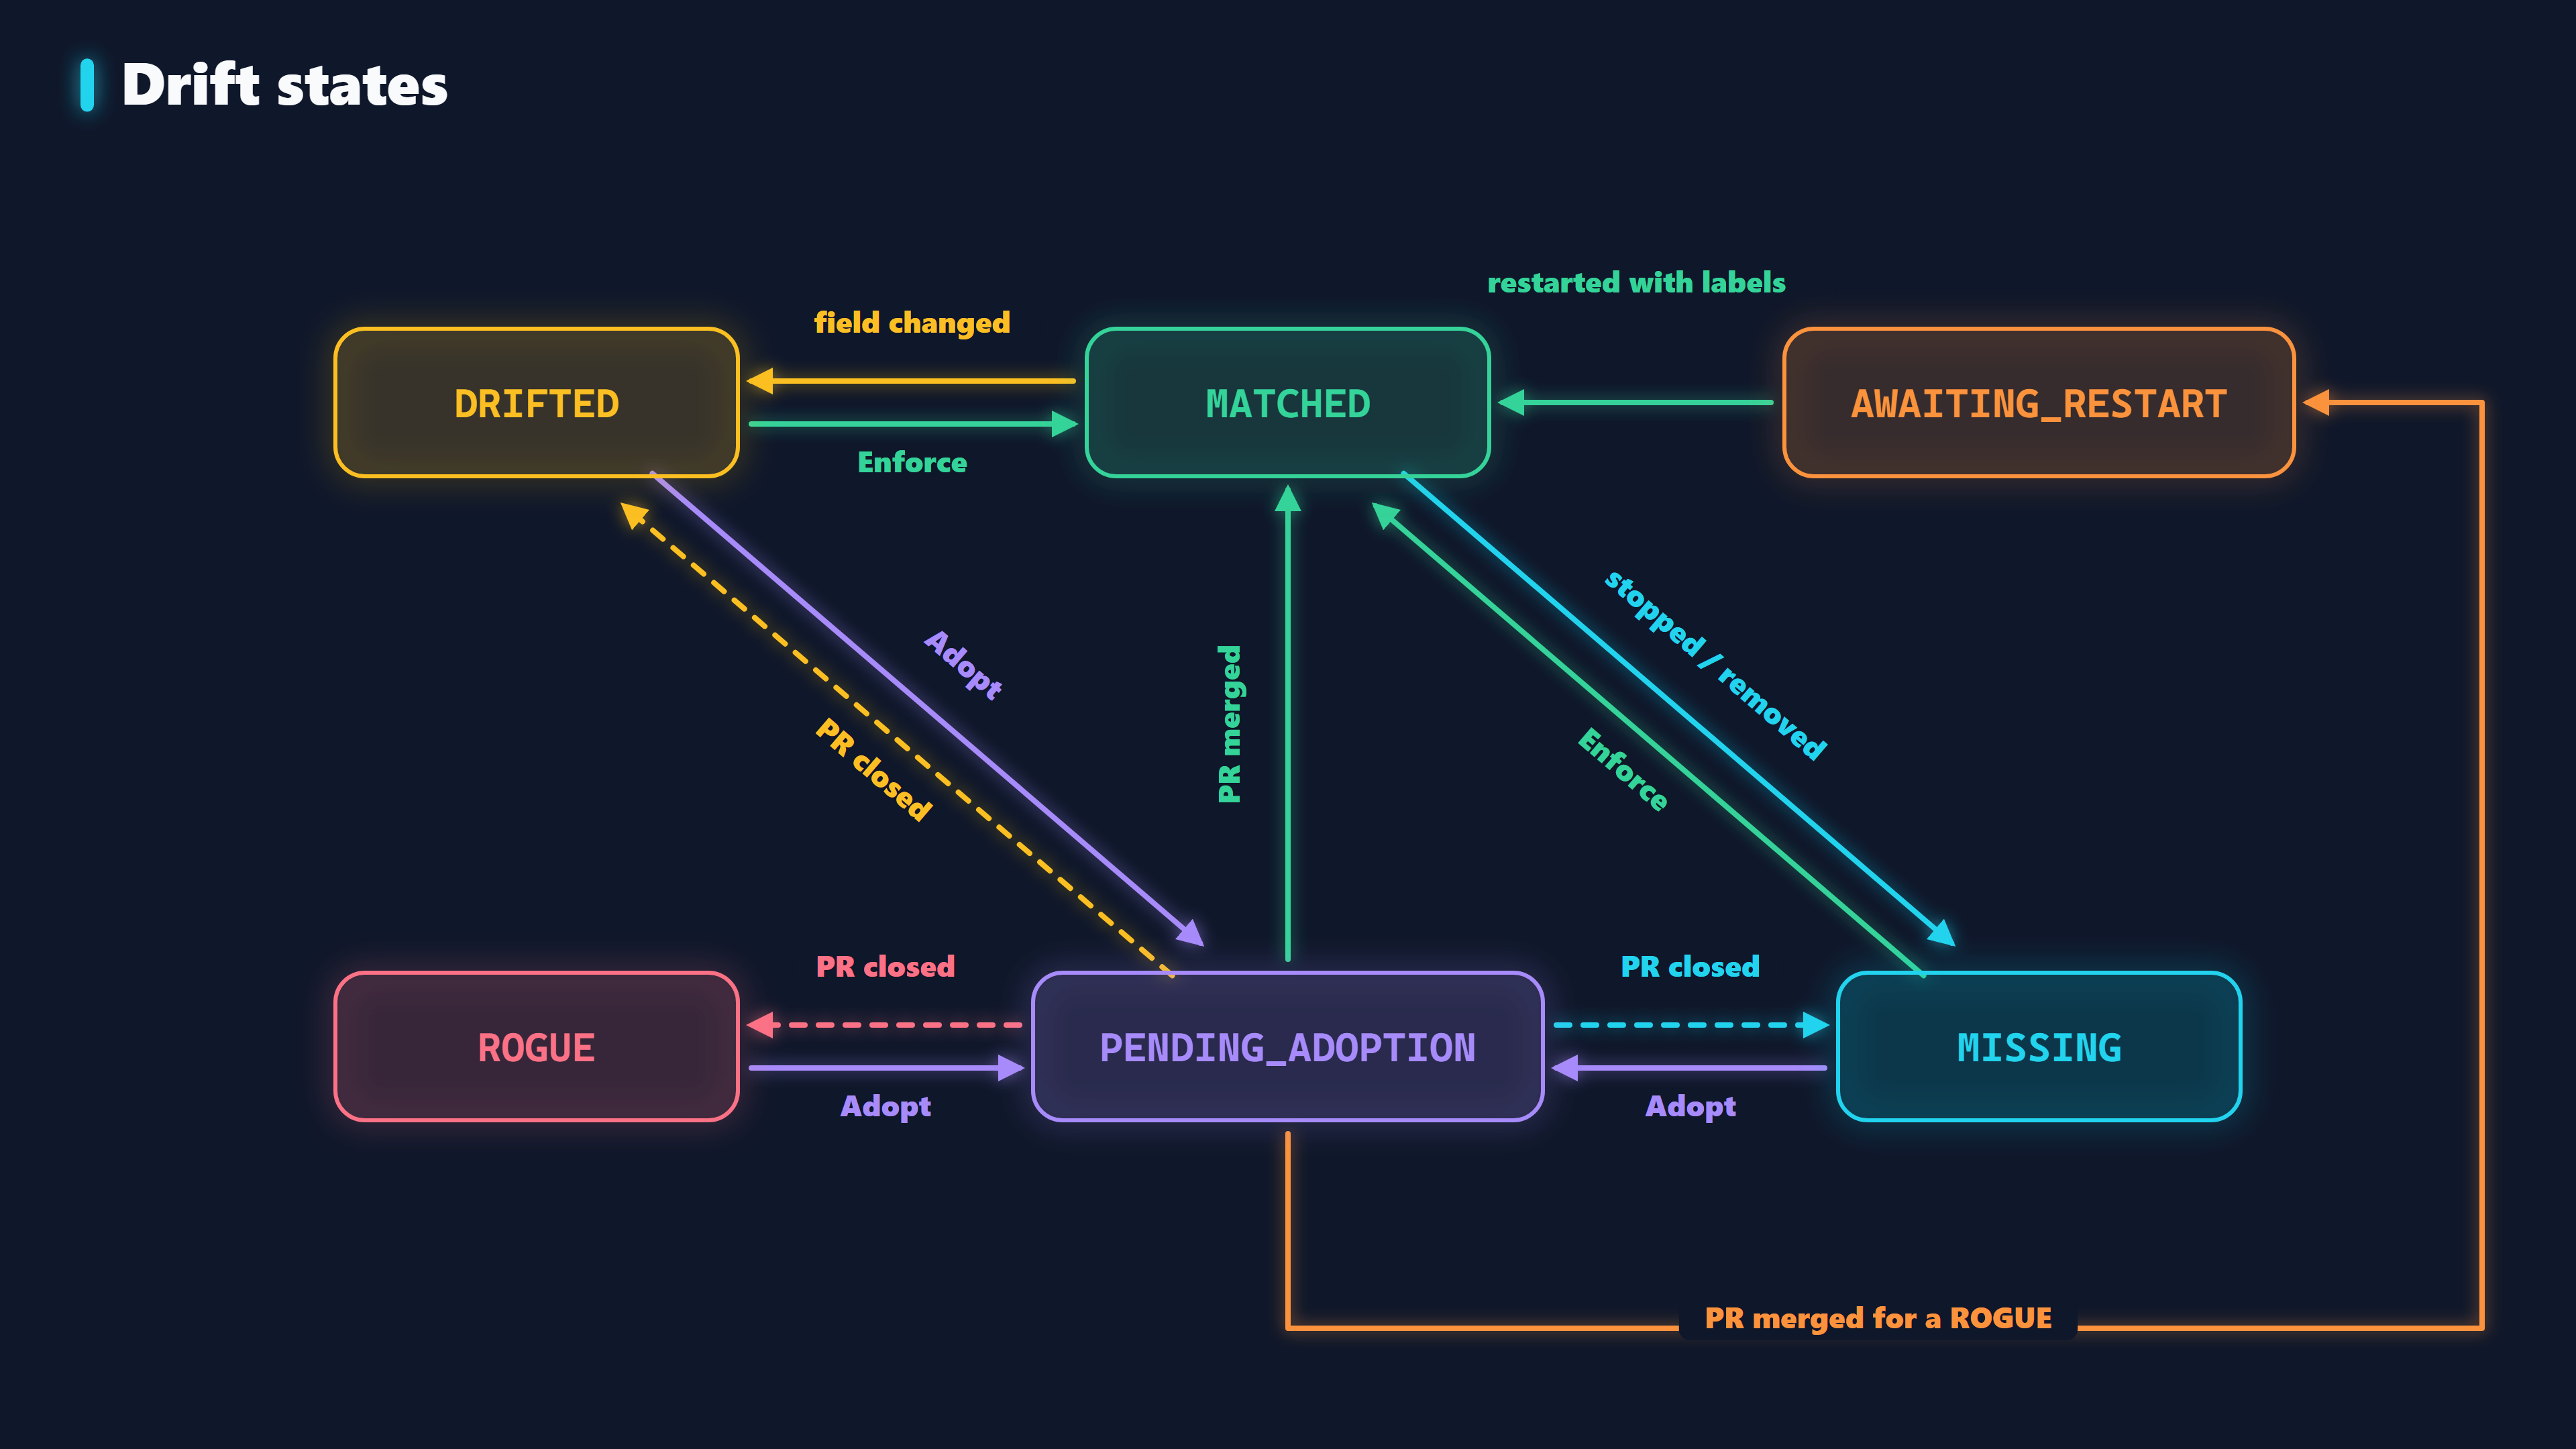 Drift states
restarted with labels
field changed
DRIFTED
MATCHED
AWAITING_RESTART
Enforce
Adopt
PR closed
PR merged
stopped / removed
Enforce
PR closed
PR closed
ROGUE
PENDING_ADOPTION
MISSING
Adopt
Adopt
PR merged for a ROGUE